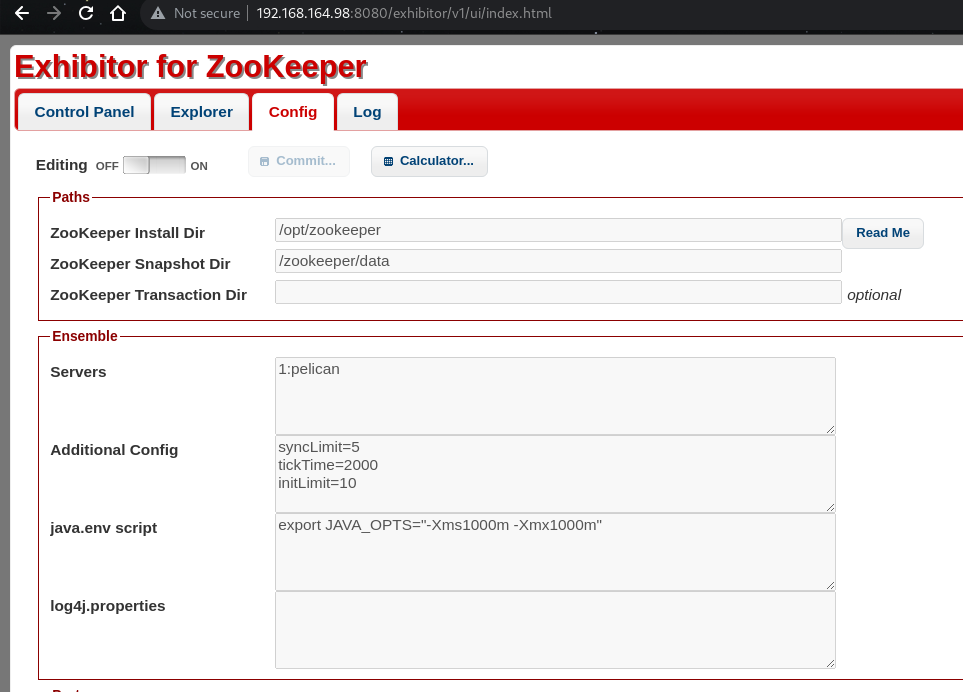 Not secure 192.168.164.98:8080/exhibitor/v1/ui/index.html
Exhibitor for ZooKeeper
Control Panel Explorer Config Log
Editing OFF ON Commit... Calculator...
Paths
ZooKeeper Install Dir /opt/zookeeper Read Me
ZooKeeper Snapshot Dir /zookeeper/data
ZooKeeper Transaction Dir optional
Ensemble
Servers 1:pelican
Additional Config syncLimit=5
tickTime=2000
initLimit=10
java.env script export JAVA_OPTS="-Xms1000m -Xmx1000m"
log4j.properties